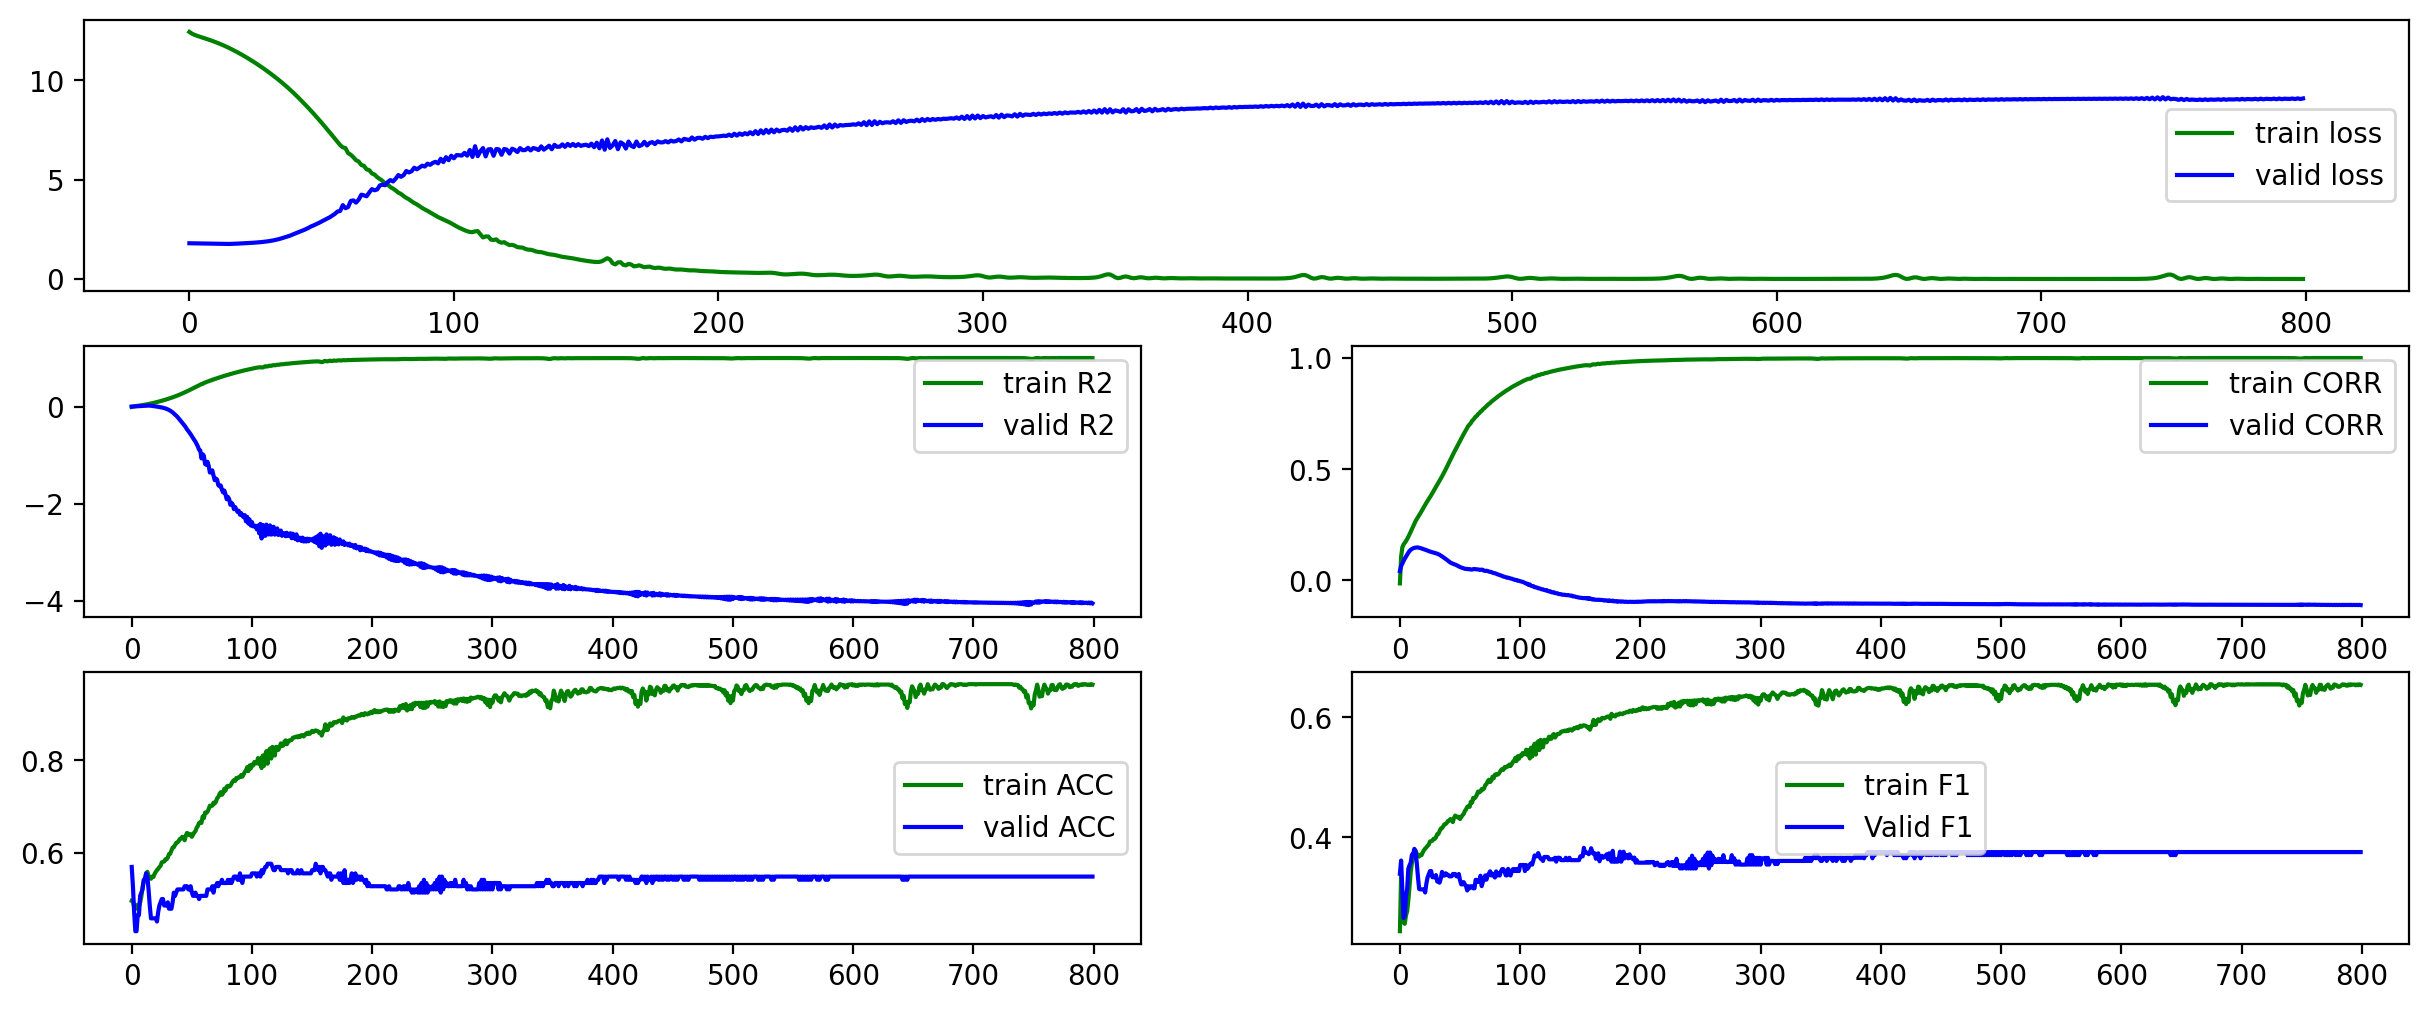 10
5
0
0 100 200 300 400 500 600 700 800
train loss
valid loss
0
−2
−4
0 100 200 300 400 500 600 700 800
train R2
valid R2
1.0
0.5
0.0
0 100 200 300 400 500 600 700 800
train CORR
valid CORR
0.8
0.6
0 100 200 300 400 500 600 700 800
train ACC
valid ACC
0.6
0.4
0 100 200 300 400 500 600 700 800
train F1
Valid F1